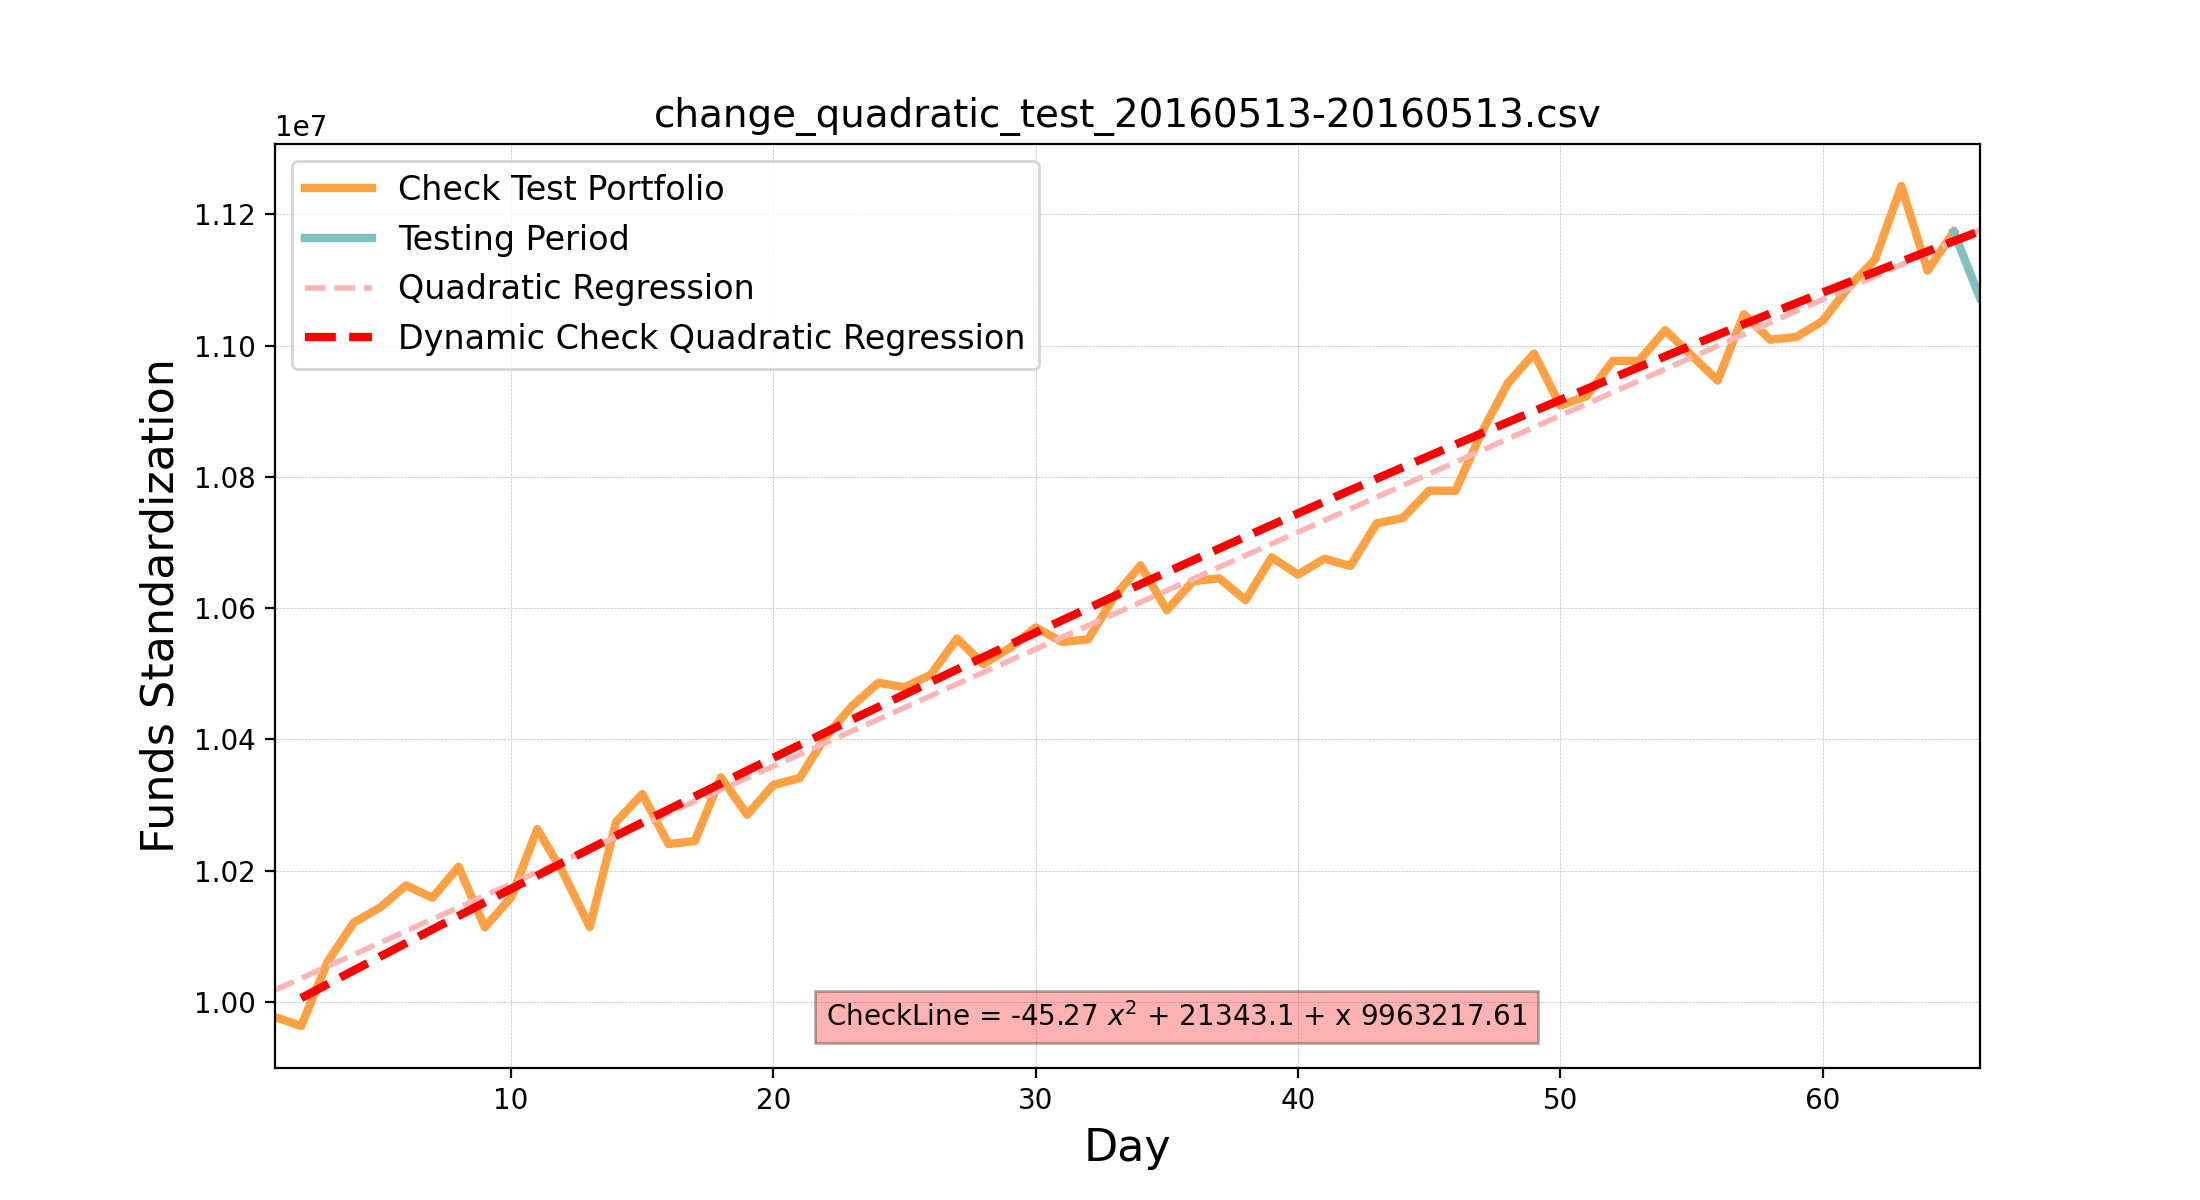 change_quadratic_test_20160513-20160513.csv
1e7
Check Test Portfolio
Testing Period
Quadratic Regression
Dynamic Check Quadratic Regression
1.12
1.10
1.08
1.06
1.04
1.02
1.00
Funds Standardization
CheckLine = -45.27 x² + 21343.1 + x 9963217.61
10 20 30 40 50 60
Day